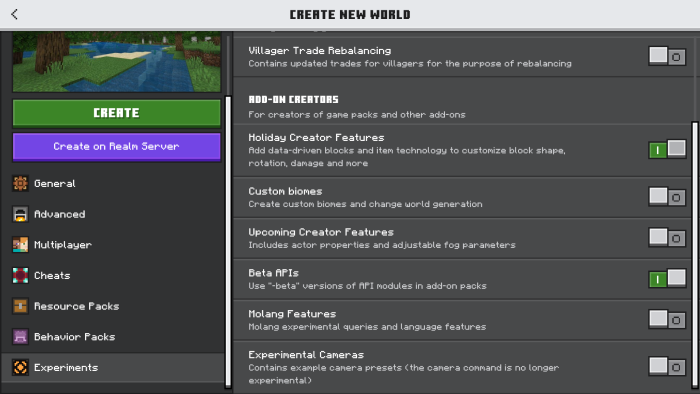 CREATE NEW WORLD
CREATE
Create on Realm Server
General
Advanced
Multiplayer
Cheats
Resource Packs
Behavior Packs
Experiments
Villager Trade Rebalancing
Contains updated trades for villagers for the purpose of rebalancing
ADD-ON CREATORS
For creators of game packs and other add-ons
Holiday Creator Features
Add data-driven blocks and item technology to customize block shape,
rotation, damage and more
Custom biomes
Create custom biomes and change world generation
Upcoming Creator Features
Includes actor properties and adjustable fog parameters
Beta APIs
Use "-beta" versions of API modules in add-on packs
Molang Features
Molang experimental queries and language features
Experimental Cameras
Contains example camera presets (the camera command is no longer
experimental)